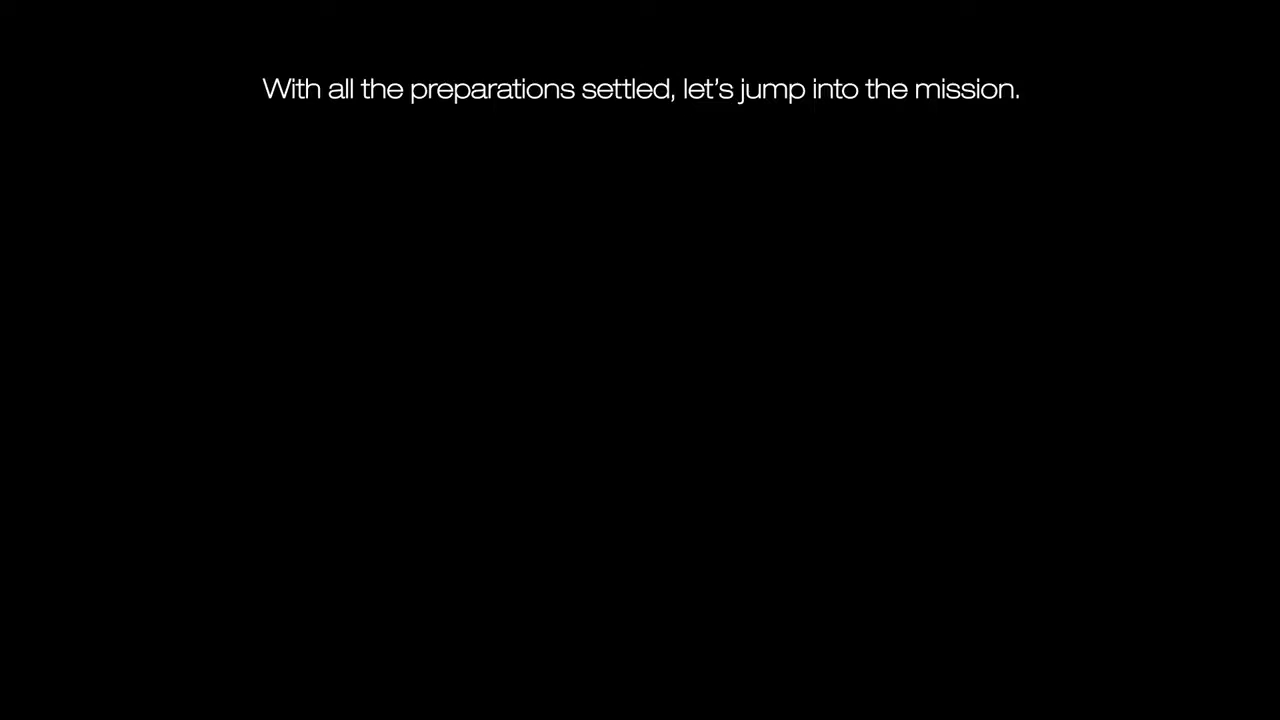 With all the preparations settled, let's jump into the mission.